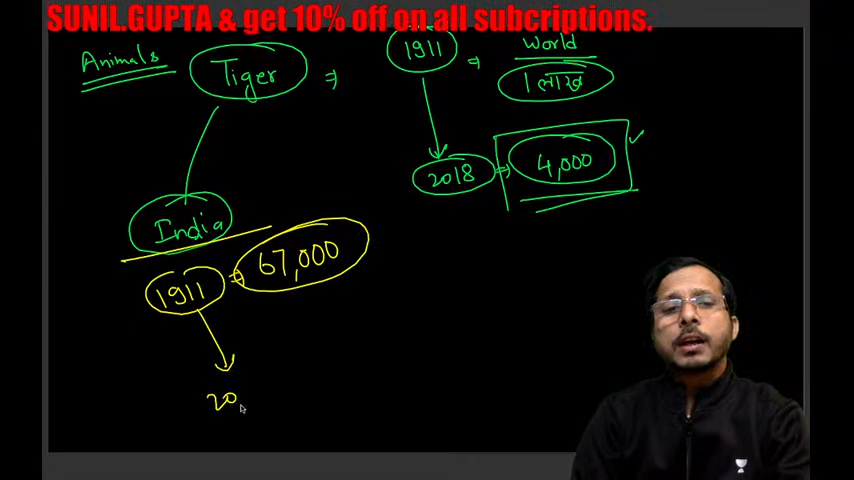 SUNIL.GUPTA & get 10% off on all subcriptions.
Animals
Tiger ⇒
1911 ⇒
World
1 लाख
2018 ⇒ 4,000 ✓
India
1911 ⇒ 67,000
20